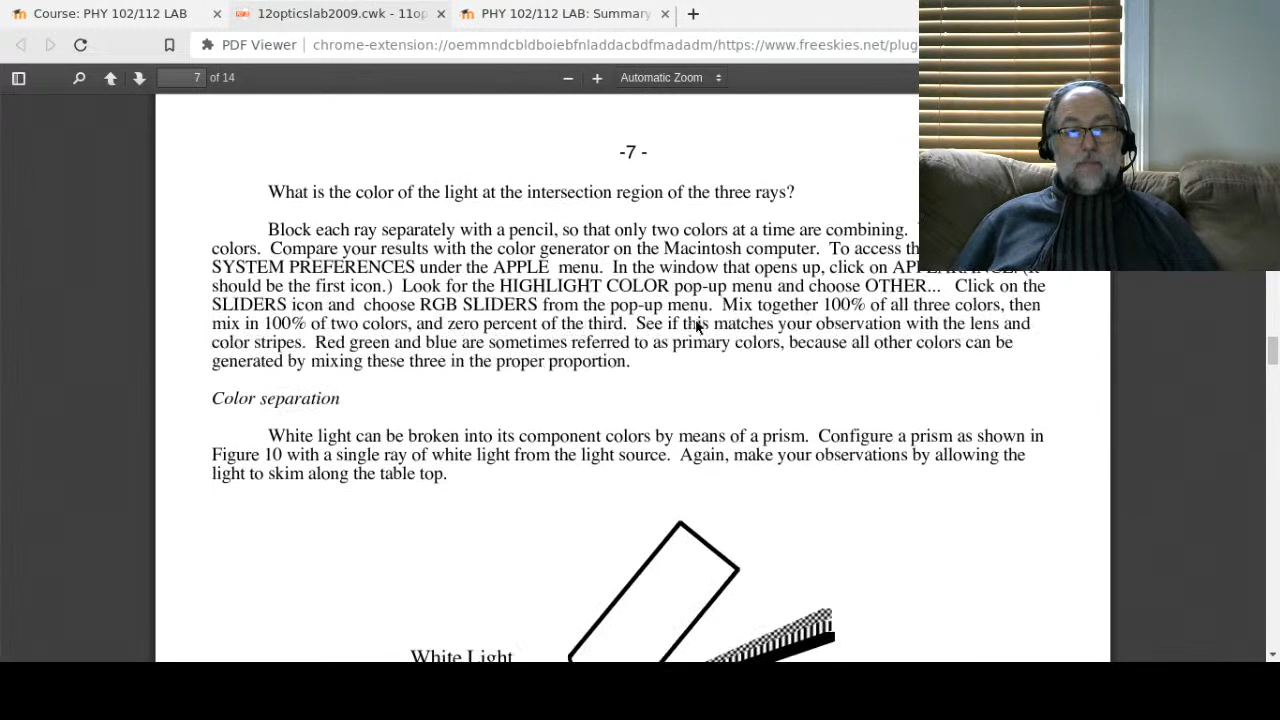 Course: PHY 102/112 LAB
12opticslab2009.cwk - 11op
PHY 102/112 LAB: Summary
PDF Viewer
chrome-extension://oemmndcbldboiebfnladdacbdfmadadm/https://www.freeskies.net/plug
7 of 14
Automatic Zoom
-7 -
What is the color of the light at the intersection region of the three rays?
Block each ray separately with a pencil, so that only two colors at a time are combining.
colors. Compare your results with the color generator on the Macintosh computer. To access th
SYSTEM PREFERENCES under the APPLE menu. In the window that opens up, click on
should be the first icon.) Look for the HIGHLIGHT COLOR pop-up menu and choose OTHER... Click on the
SLIDERS icon and choose RGB SLIDERS from the pop-up menu. Mix together 100% of all three colors, then
mix in 100% of two colors, and zero percent of the third. See if this matches your observation with the lens and
color stripes. Red green and blue are sometimes referred to as primary colors, because all other colors can be
generated by mixing these three in the proper proportion.
Color separation
White light can be broken into its component colors by means of a prism. Configure a prism as shown in
Figure 10 with a single ray of white light from the light source. Again, make your observations by allowing the
light to skim along the table top.
White Light